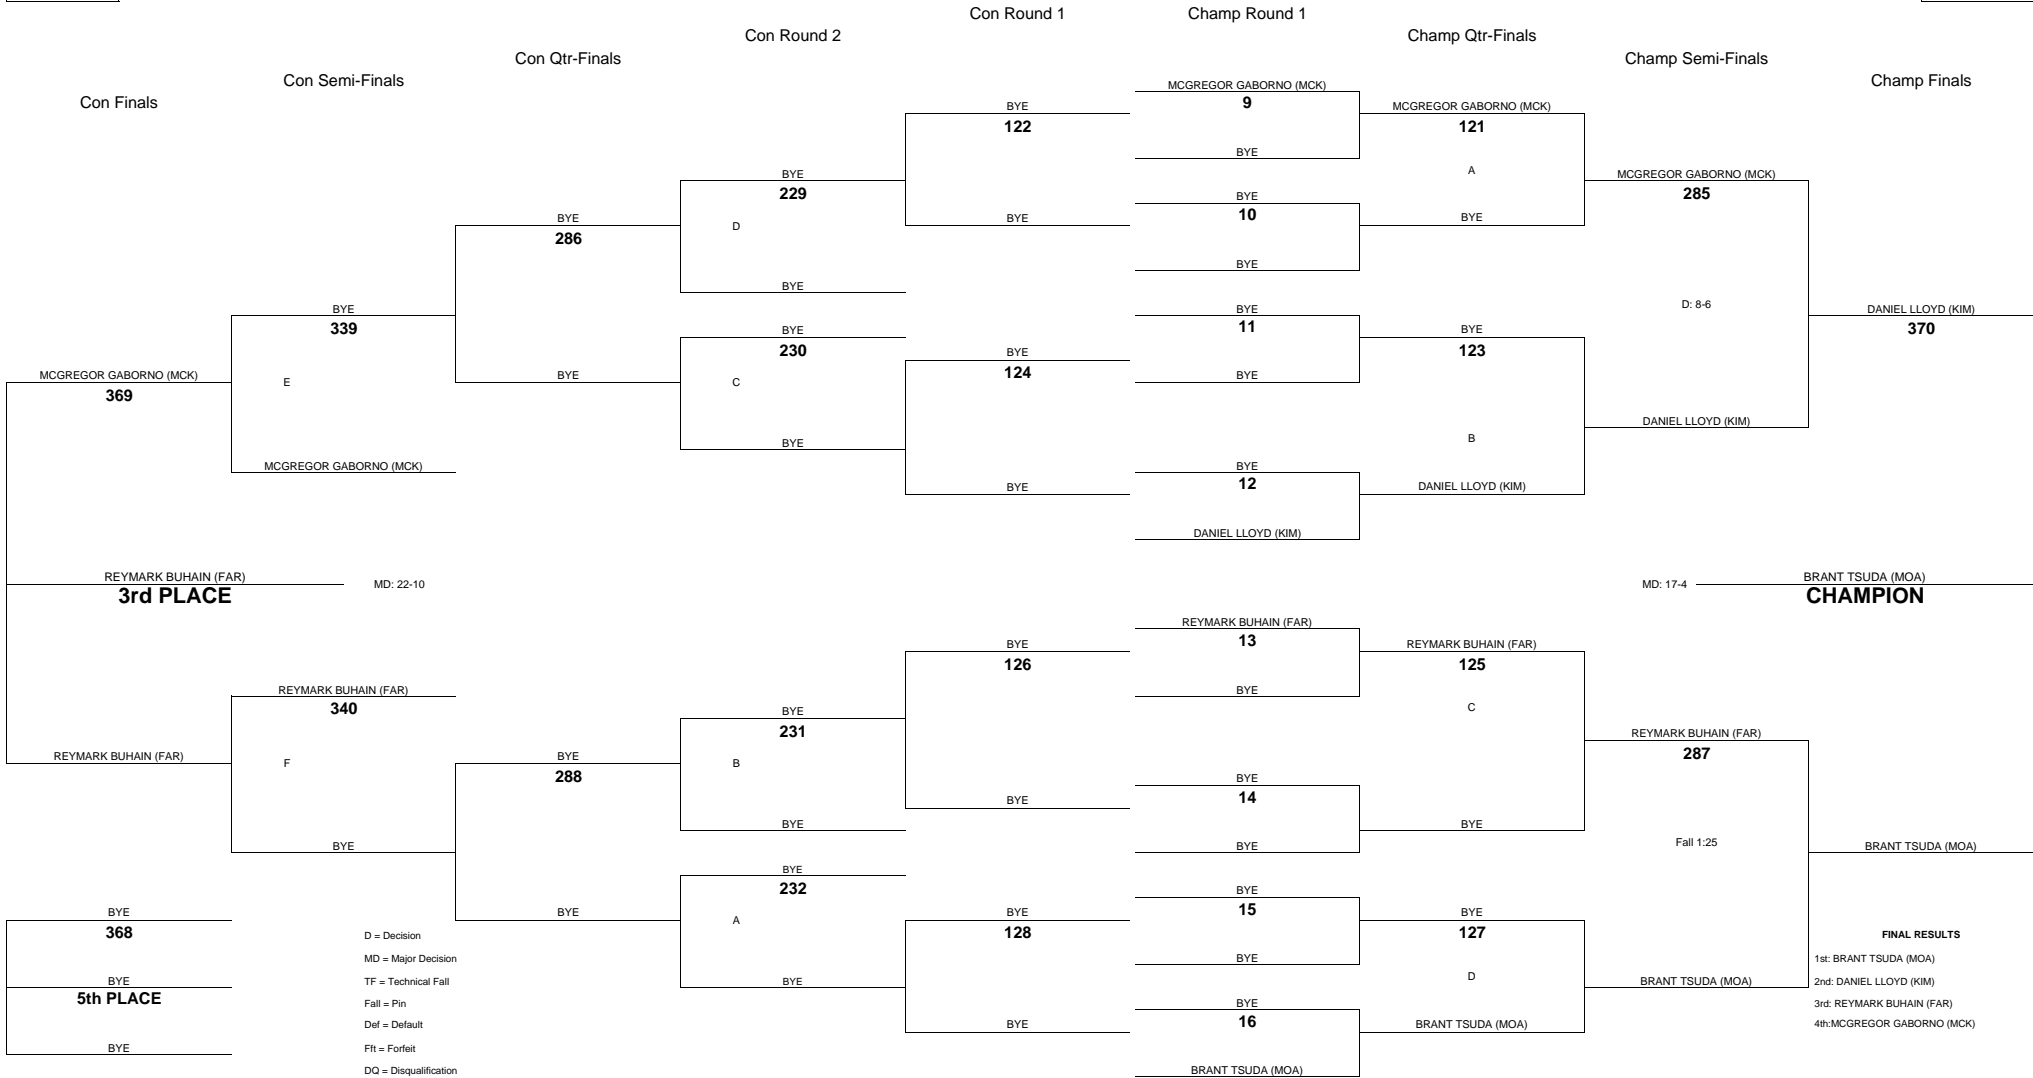 Con Round 1
Champ Round 1
Con Round 2
Champ Qtr-Finals
Con Qtr-Finals
Champ Semi-Finals
Con Semi-Finals
Champ Finals
Con Finals
MCGREGOR GABORNO (MCK)
9
BYE
122
MCGREGOR GABORNO (MCK)
121
BYE
A
BYE
229
MCGREGOR GABORNO (MCK)
285
BYE
10
BYE
286
D
BYE
BYE
BYE
BYE
D: 8-6
BYE
339
BYE
11
DANIEL LLOYD (KIM)
370
BYE
230
BYE
123
BYE
124
MCGREGOR GABORNO (MCK)
369
E
BYE
C
BYE
DANIEL LLOYD (KIM)
BYE
B
MCGREGOR GABORNO (MCK)
BYE
12
BYE
DANIEL LLOYD (KIM)
DANIEL LLOYD (KIM)
REYMARK BUHAIN (FAR)
3rd PLACE
MD: 22-10
MD: 17-4
BRANT TSUDA (MOA)
CHAMPION
REYMARK BUHAIN (FAR)
13
BYE
126
REYMARK BUHAIN (FAR)
125
REYMARK BUHAIN (FAR)
340
BYE
C
BYE
231
REYMARK BUHAIN (FAR)
287
REYMARK BUHAIN (FAR)
F
BYE
288
B
BYE
14
BYE
BYE
BYE
BYE
BYE
BYE
Fall 1:25
BRANT TSUDA (MOA)
BYE
232
BYE
15
BYE
368
BYE
A
BYE
128
BYE
127
D = Decision
FINAL RESULTS
MD = Major Decision
BYE
1st: BRANT TSUDA (MOA)
BYE
5th PLACE
TF = Technical Fall
BYE
D
BRANT TSUDA (MOA)
2nd: DANIEL LLOYD (KIM)
Fall = Pin
BYE
16
3rd: REYMARK BUHAIN (FAR)
Def = Default
BYE
BRANT TSUDA (MOA)
4th:MCGREGOR GABORNO (MCK)
BYE
Fft = Forfeit
DQ = Disqualification
BRANT TSUDA (MOA)